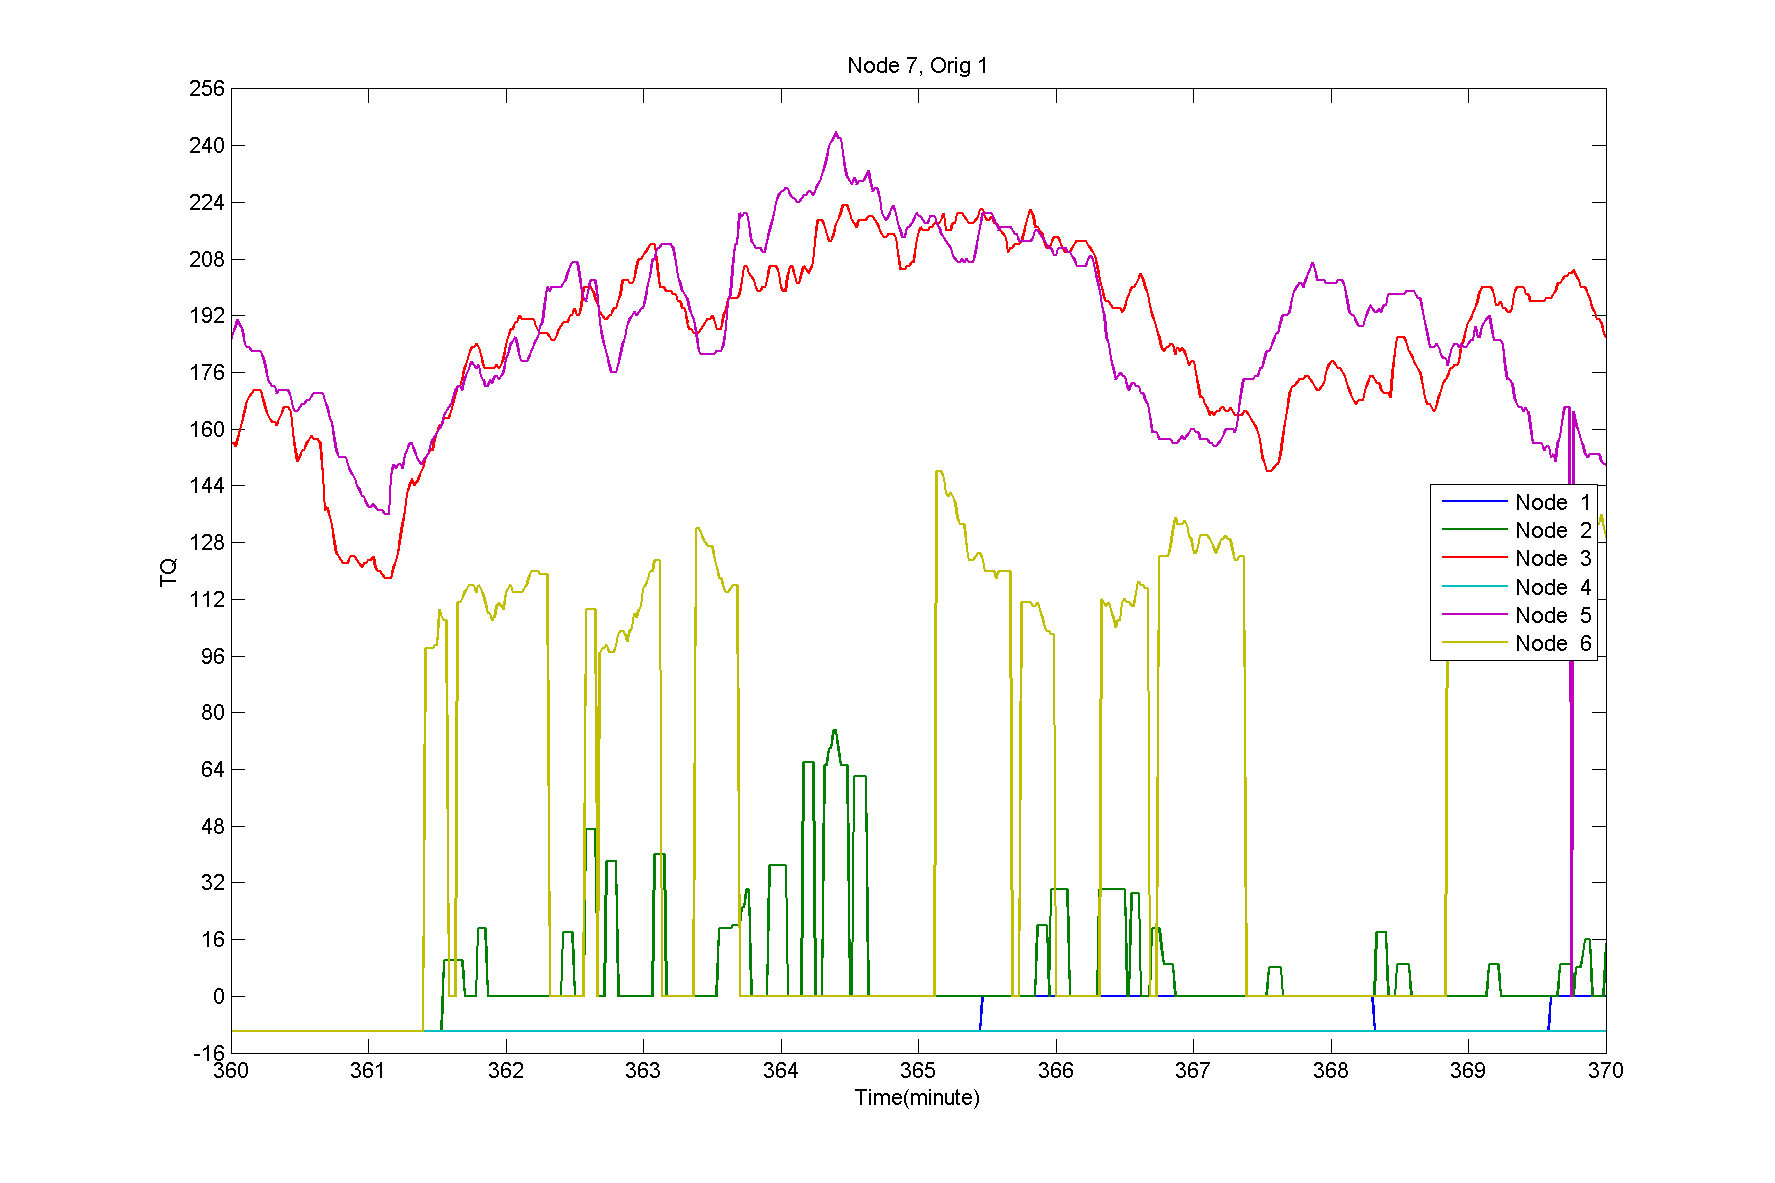 Node 7, Orig 1
256
240
224
208
192
176
160
144
128
112
96
80
64
48
32
16
0
-16
TQ
Node 1
Node 2
Node 3
Node 4
Node 5
Node 6
360 361 362 363 364 365 366 367 368 369 370
Time(minute)